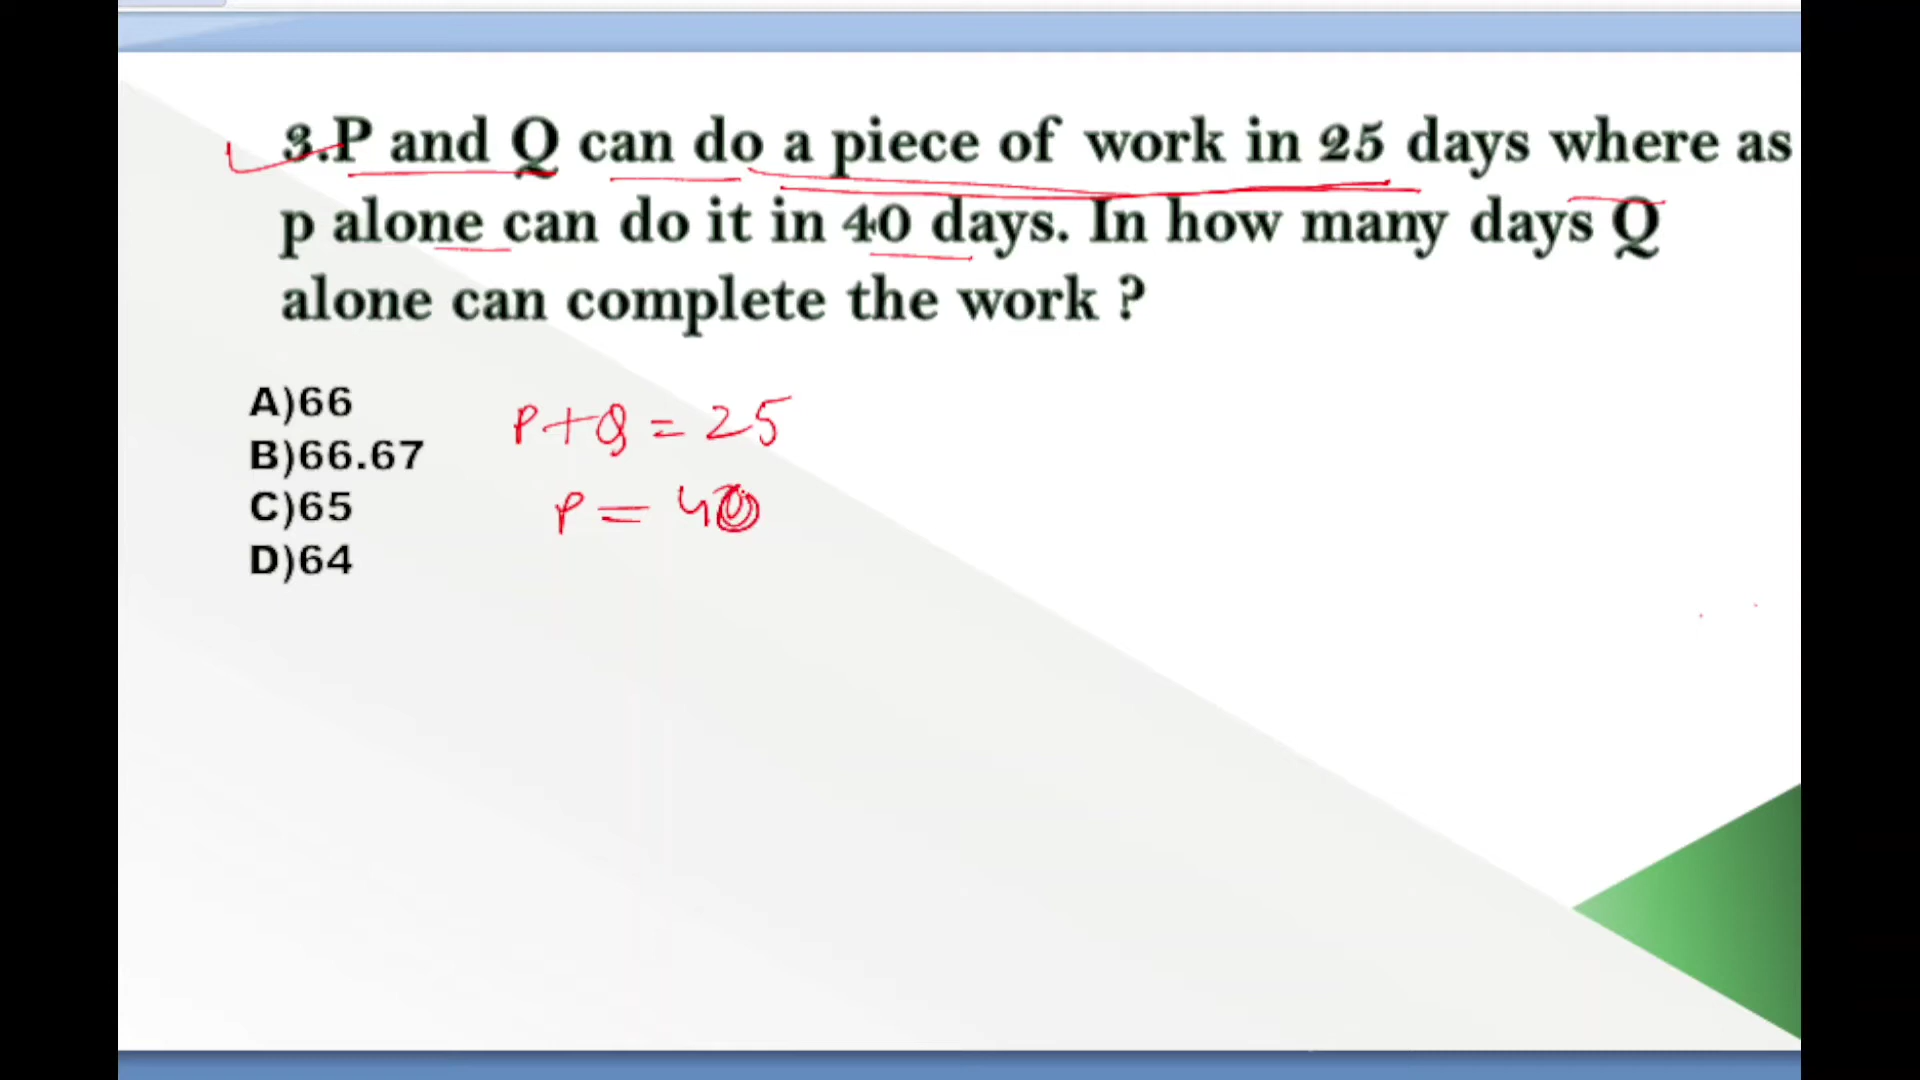 3.P and Q can do a piece of work in 25 days where as
p alone can do it in 40 days. In how many days Q
alone can complete the work ?
A)66
B)66.67
C)65
D)64
P+Q = 25
P = 40